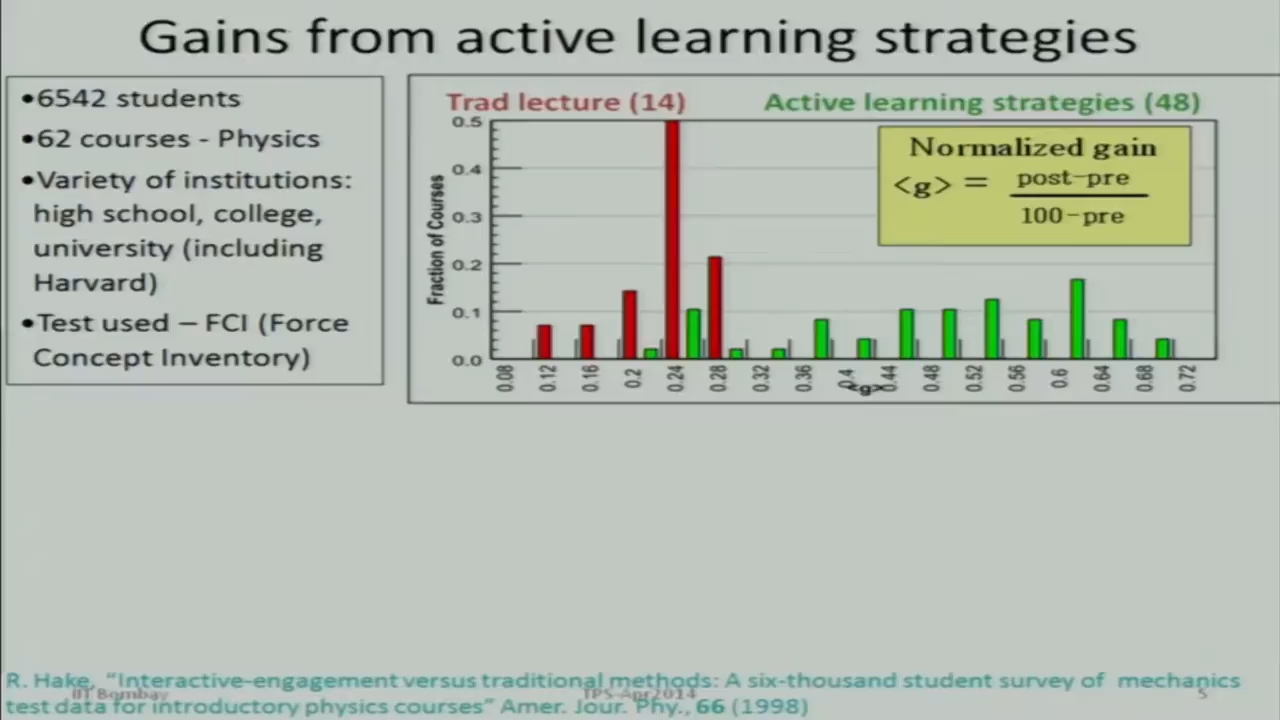 Gains from active learning strategies
•6542 students
•62 courses - Physics
•Variety of institutions:
high school, college,
university (including
Harvard)
•Test used – FCI (Force
Concept Inventory)
Trad lecture (14)
Active learning strategies (48)
Normalized gain
<g> = post-pre
100-pre
Fraction of Courses
0.5
0.4
0.3
0.2
0.1
0.0
0.08 0.12 0.16 0.2 0.24 0.28 0.32 0.36 0.4 0.44 0.48 0.52 0.56 0.6 0.64 0.68 0.72
<g>
R. Hake, “Interactive-engagement versus traditional methods: A six-thousand student survey of mechanics
IIT Bombay TPS-Apr2014 5
test data for introductory physics courses” Amer. Jour. Phy., 66 (1998)